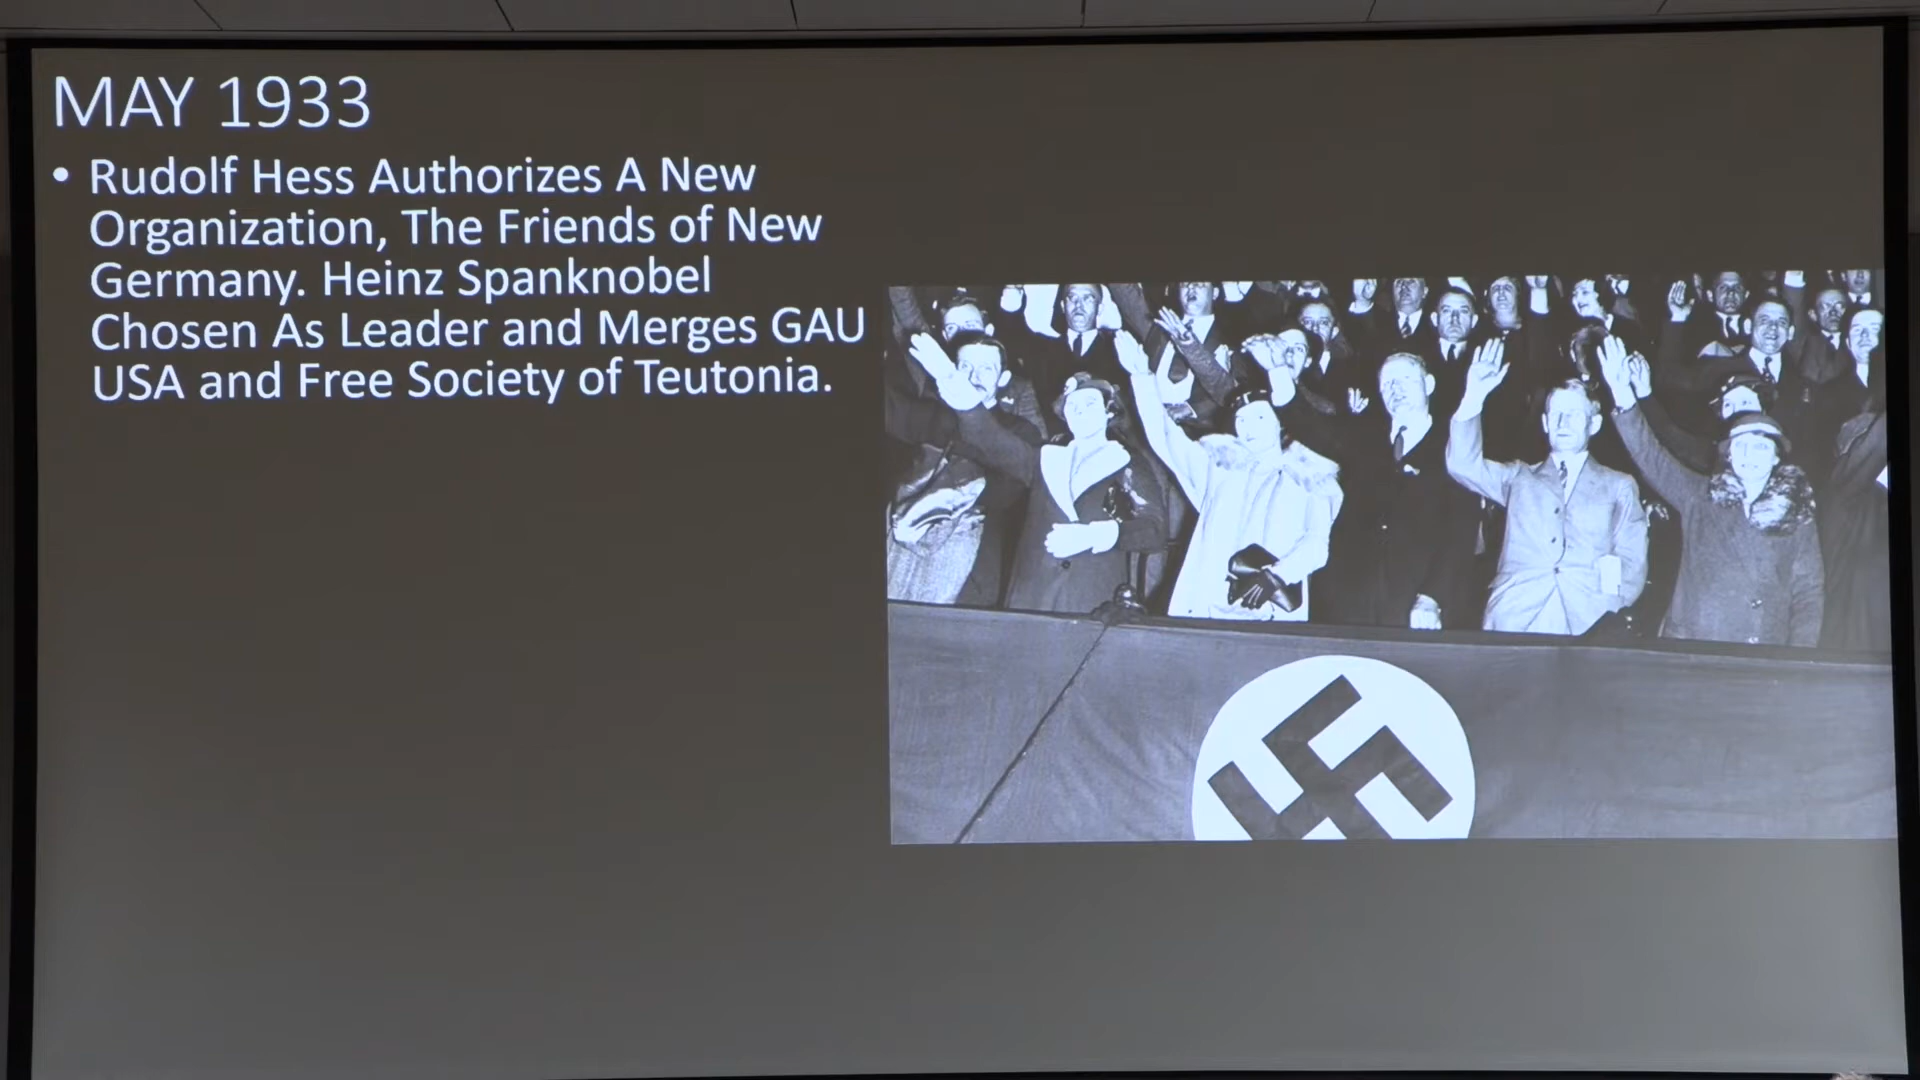 MAY 1933
• Rudolf Hess Authorizes A New
Organization, The Friends of New
Germany. Heinz Spanknobel
Chosen As Leader and Merges GAU
USA and Free Society of Teutonia.